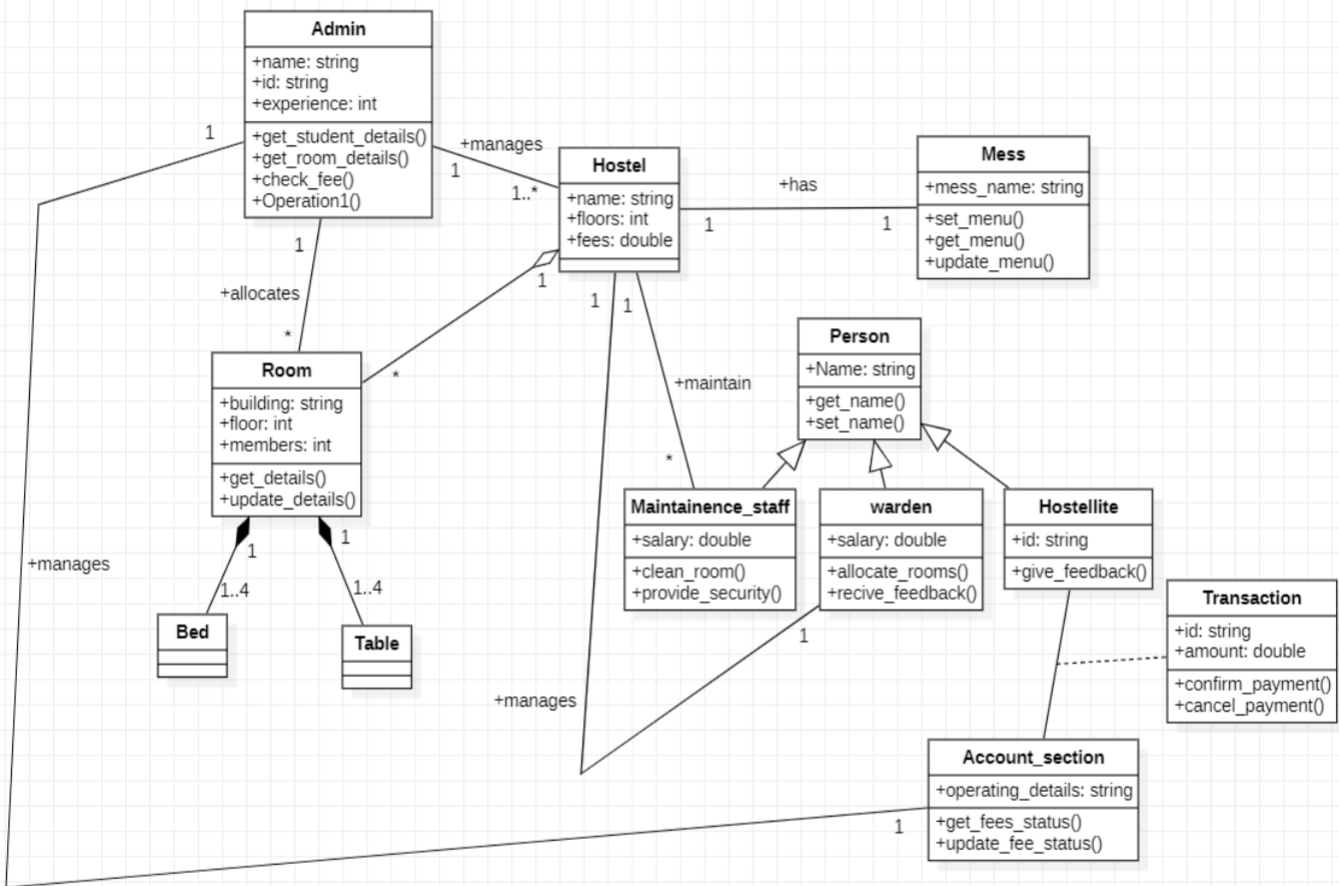 Admin
+name: string
+id: string
+experience: int
+get_student_details()
+get_room_details()
+check_fee()
+Operation1()
1
+manages
1
1..*
Hostel
+name: string
+floors: int
+fees: double
+has
1
1
Mess
+mess_name: string
+set_menu()
+get_menu()
+update_menu()
1
+allocates
*
1
*
1
1
+maintain
*
Person
+Name: string
+get_name()
+set_name()
Room
+building: string
+floor: int
+members: int
+get_details()
+update_details()
1
1
1..4
1..4
Bed
Table
+manages
Maintainence_staff
+salary: double
+clean_room()
+provide_security()
warden
+salary: double
+allocate_rooms()
+recive_feedback()
Hostellite
+id: string
+give_feedback()
1
+manages
Transaction
+id: string
+amount: double
+confirm_payment()
+cancel_payment()
Account_section
+operating_details: string
+get_fees_status()
+update_fee_status()
1